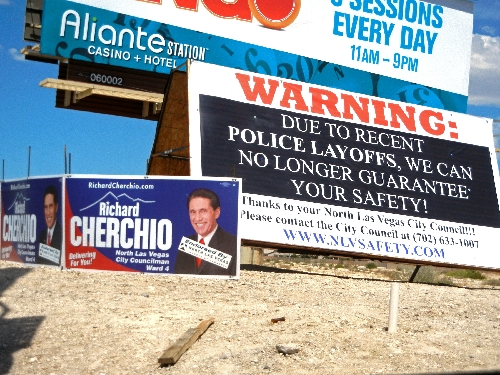 SESSIONS
EVERY DAY
11AM - 9PM
Aliante STATION
CASINO + HOTEL
060002
WARNING:
DUE TO RECENT
POLICE LAYOFFS, WE CAN
NO LONGER GUARANTEE
YOUR SAFETY!
Thanks to your North Las Vegas City Council!!!
Please contact the City Council at (702) 633-1007
WWW.NLVSAFETY.COM
RichardCherchio.com
Richard
CHERCHIO
Delivering
For You!
North Las Vegas
City Councilman
Ward 4
Endorsed By